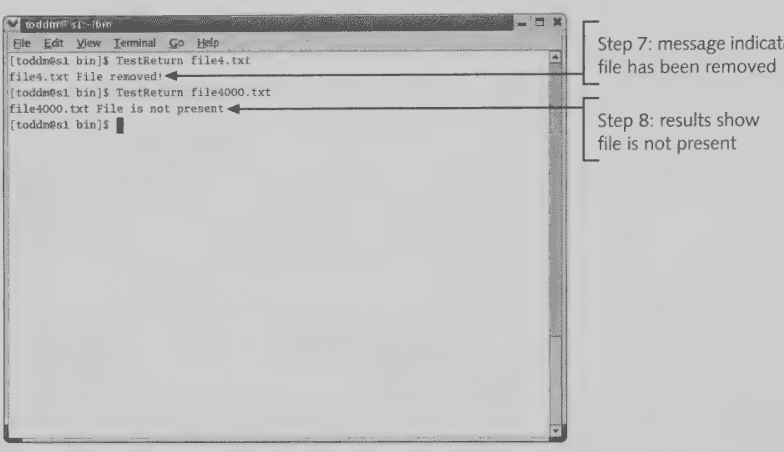 toddm@s1:~/bin
File Edit View Terminal Go Help
[toddm@s1 bin]$ TestReturn file4.txt
file4.txt File removed!
[toddm@s1 bin]$ TestReturn file4000.txt
file4000.txt File is not present
[toddm@s1 bin]$
Step 7: message indicat
file has been removed
Step 8: results show
file is not present